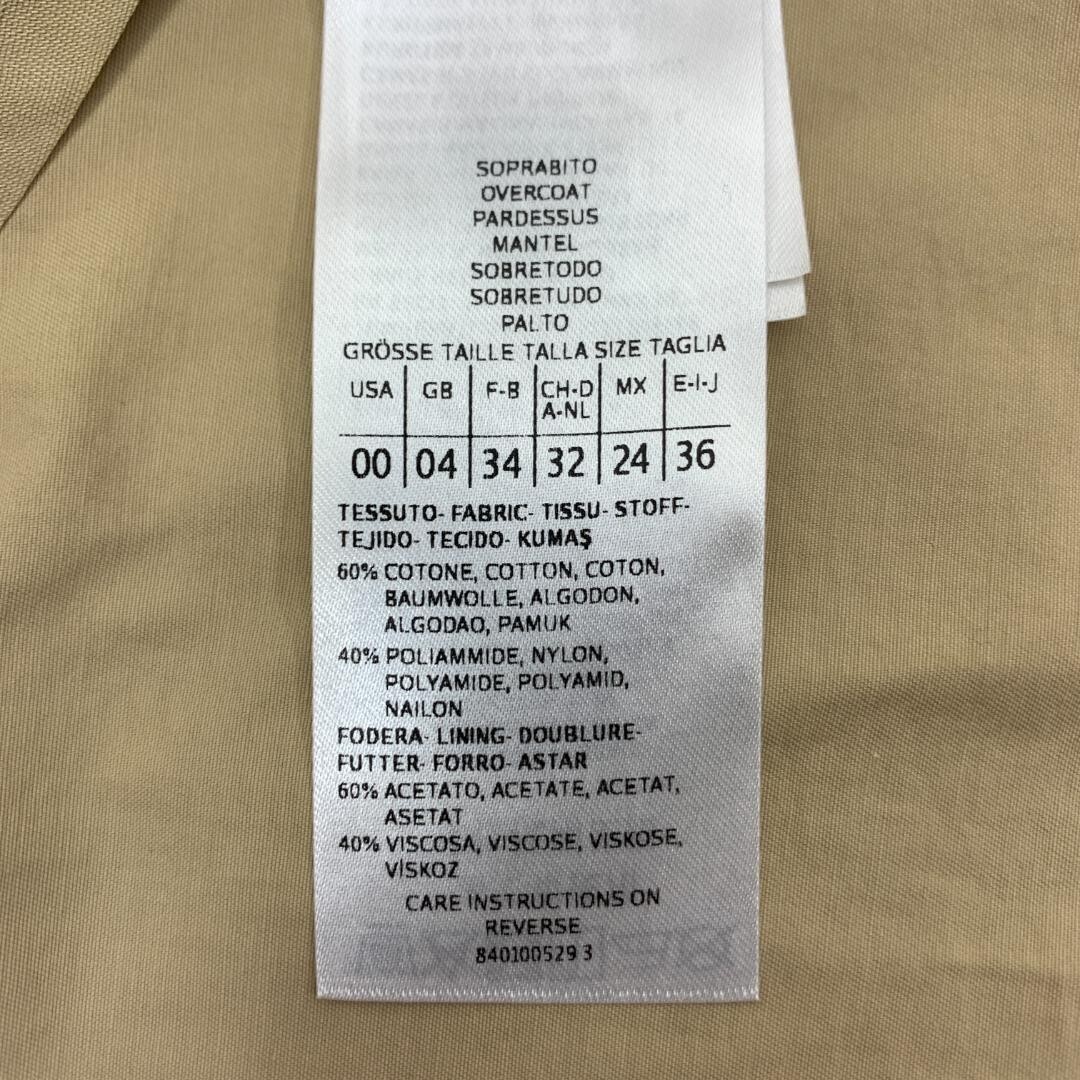 SOPRABITO
OVERCOAT
PARDESSUS
MANTEL
SOBRETODO
SOBRETUDO
PALTO
GRÖSSE TAILLE TALLA SIZE TAGLIA
USA GB F-B CH-D A-NL MX E-I-J
00 04 34 32 24 36
TESSUTO- FABRIC- TISSU- STOFF-
TEJIDO- TECIDO- KUMAŞ
60% COTONE, COTTON, COTON,
BAUMWOLLE, ALGODON,
ALGODAO, PAMUK
40% POLIAMMIDE, NYLON,
POLYAMIDE, POLYAMID,
NAILON
FODERA- LINING- DOUBLURE-
FUTTER- FORRO- ASTAR
60% ACETATO, ACETATE, ACETAT,
ASETAT
40% VISCOSA, VISCOSE, VISKOSE,
VİSKOZ
CARE INSTRUCTIONS ON
REVERSE
840100529 3